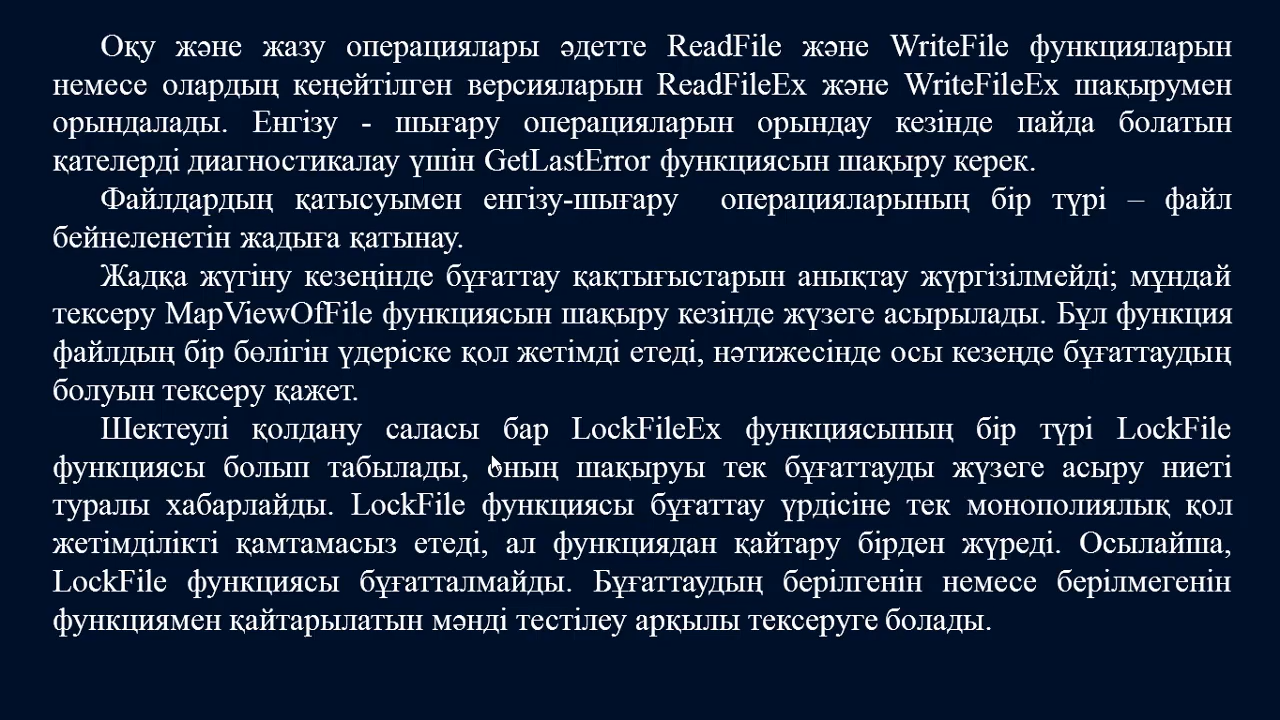 Оқу және жазу операциялары әдетте ReadFile және WriteFile функцияларын
немесе олардың кеңейтілген версияларын ReadFileEx және WriteFileEx шақырумен
орындалады. Енгізу - шығару операцияларын орындау кезінде пайда болатын
қателерді диагностикалау үшін GetLastError функциясын шақыру керек.
Файлдардың қатысуымен енгізу-шығару операцияларының бір түрі – файл
бейнеленетін жадыға қатынау.
Жадқа жүгіну кезеңінде бұғаттау қақтығыстарын анықтау жүргізілмейді; мұндай
тексеру MapViewOfFile функциясын шақыру кезінде жүзеге асырылады. Бұл функция
файлдың бір бөлігін үдеріске қол жетімді етеді, нәтижесінде осы кезеңде бұғаттаудың
болуын тексеру қажет.
Шектеулі қолдану саласы бар LockFileEx функциясының бір түрі LockFile
функциясы болып табылады, оның шақыруы тек бұғаттауды жүзеге асыру ниеті
туралы хабарлайды. LockFile функциясы бұғаттау үрдісіне тек монополиялық қол
жетімділікті қамтамасыз етеді, ал функциядан қайтару бірден жүреді. Осылайша,
LockFile функциясы бұғатталмайды. Бұғаттаудың берілгенін немесе берілмегенін
функциямен қайтарылатын мәнді тестілеу арқылы тексеруге болады.